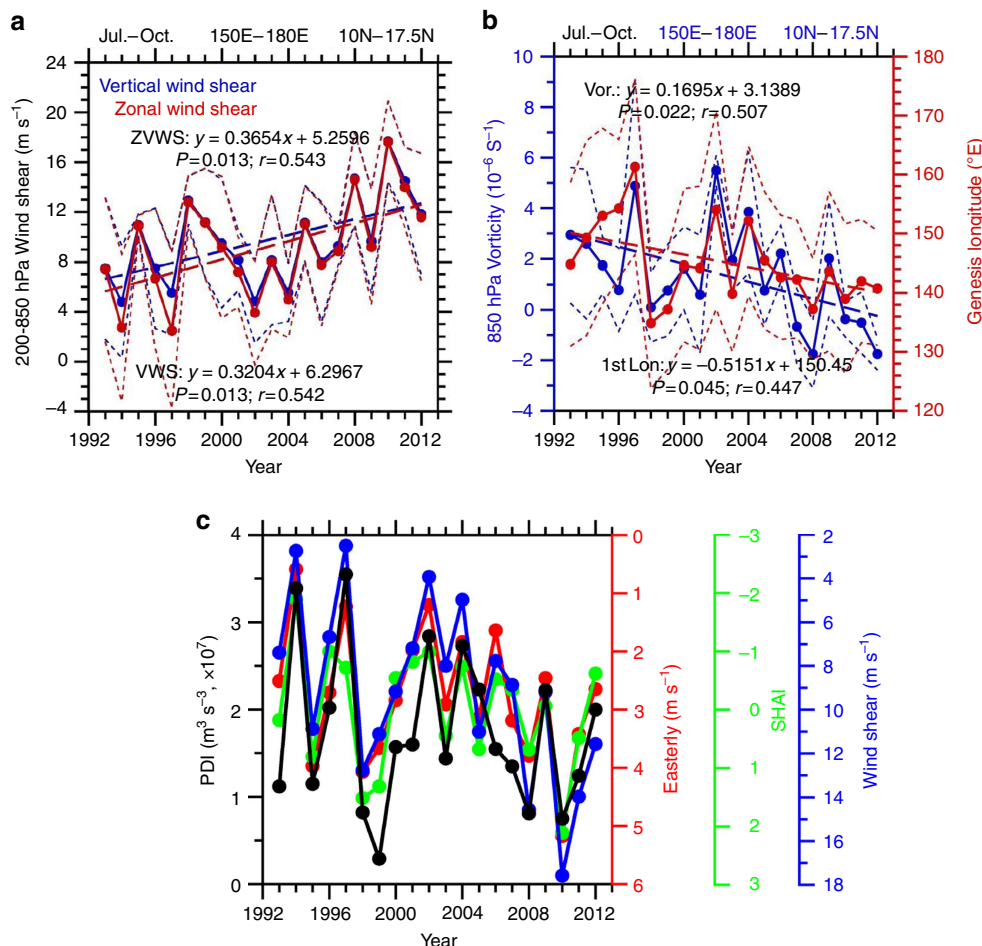 a
Jul.–Oct. 150E–180E 10N–17.5N
24
20
16
12
8
4
0
–4
200-850 hPa Wind shear (m s–1)
Vertical wind shear
Zonal wind shear
ZVWS: y = 0.3654x + 5.2596
P=0.013; r=0.543
VWS: y = 0.3204x + 6.2967
P=0.013; r=0.542
1992 1996 2000 2004 2008 2012
Year
b
Jul.–Oct. 150E–180E 10N–17.5N
10
8
6
4
2
0
–2
–4
850 hPa Vorticity (10–6 S–1)
Vor.: y = 0.1695x + 3.1389
P=0.022; r=0.507
1st Lon: y = –0.5151x + 150.45
P=0.045; r=0.447
180
170
160
150
140
130
120
Genesis longitude (°E)
1992 1996 2000 2004 2008 2012
Year
c
4
3
2
1
0
PDI (m3 s–3, ×107)
1992 1996 2000 2004 2008 2012
Year
0
1
2
3
4
5
6
Easterly (m s–1)
–3
–2
–1
0
1
2
3
SHAI
2
4
6
8
10
12
14
16
18
Wind shear (m s–1)